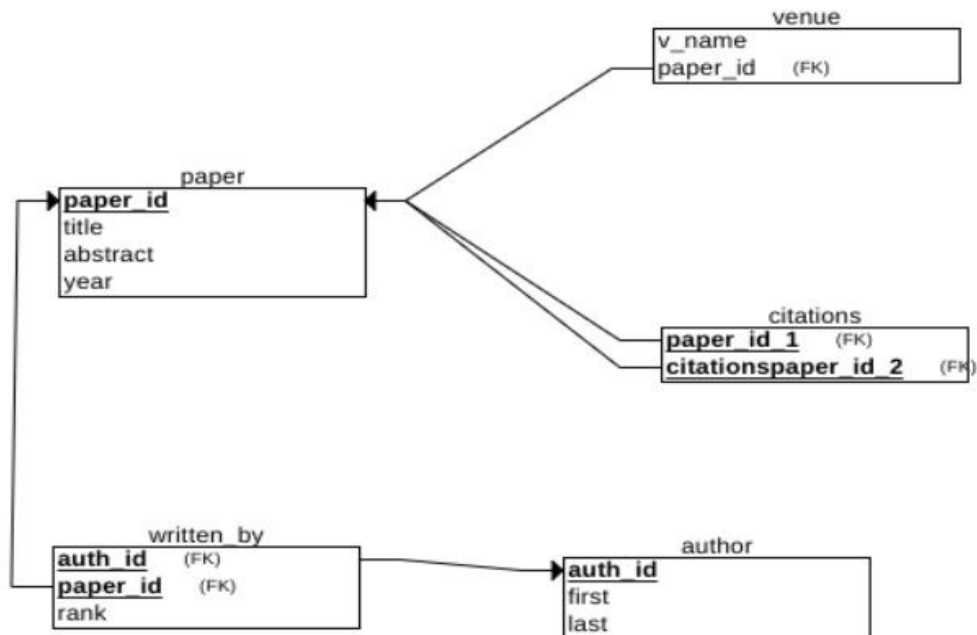 venue
v_name
paper_id (FK)
paper
paper_id
title
abstract
year
citations
paper_id_1 (FK)
citationspaper_id_2 (FK)
written_by
auth_id (FK)
paper_id (FK)
rank
author
auth_id
first
last